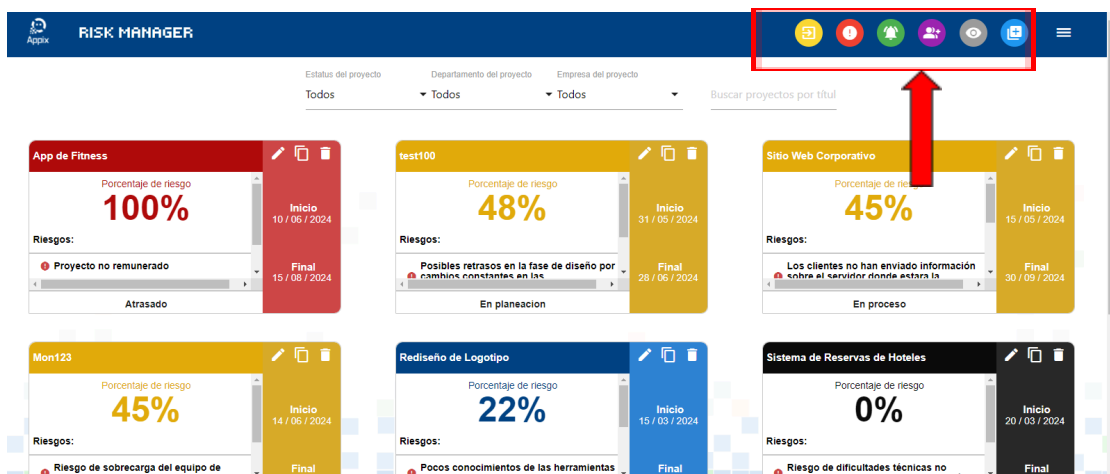 Appix
RISK MANAGER
Estatus del proyecto
Departamento del proyecto
Empresa del proyecto
Todos
Todos
Todos
Buscar proyectos por títul
App de Fitness
Porcentaje de riesgo
100%
Riesgos:
Proyecto no remunerado
Atrasado
Inicio
10 / 06 / 2024
Final
15 / 08 / 2024
test100
Porcentaje de riesgo
48%
Riesgos:
Posibles retrasos en la fase de diseño por
cambios constantes en las
En planeacion
Inicio
31 / 05 / 2024
Final
28 / 06 / 2024
Sitio Web Corporativo
Porcentaje de
45%
Riesgos:
Los clientes no han enviado información
sobre el servidor donde estara la
En proceso
Inicio
15 / 05 / 2024
Final
30 / 09 / 2024
Mon123
Porcentaje de riesgo
45%
Riesgos:
Riesgo de sobrecarga del equipo de
Inicio
14 / 06 / 2024
Final
Rediseño de Logotipo
Porcentaje de riesgo
22%
Riesgos:
Pocos conocimientos de las herramientas
Inicio
15 / 03 / 2024
Final
Sistema de Reservas de Hoteles
Porcentaje de riesgo
0%
Riesgos:
Riesgo de dificultades técnicas no
Inicio
20 / 03 / 2024
Final